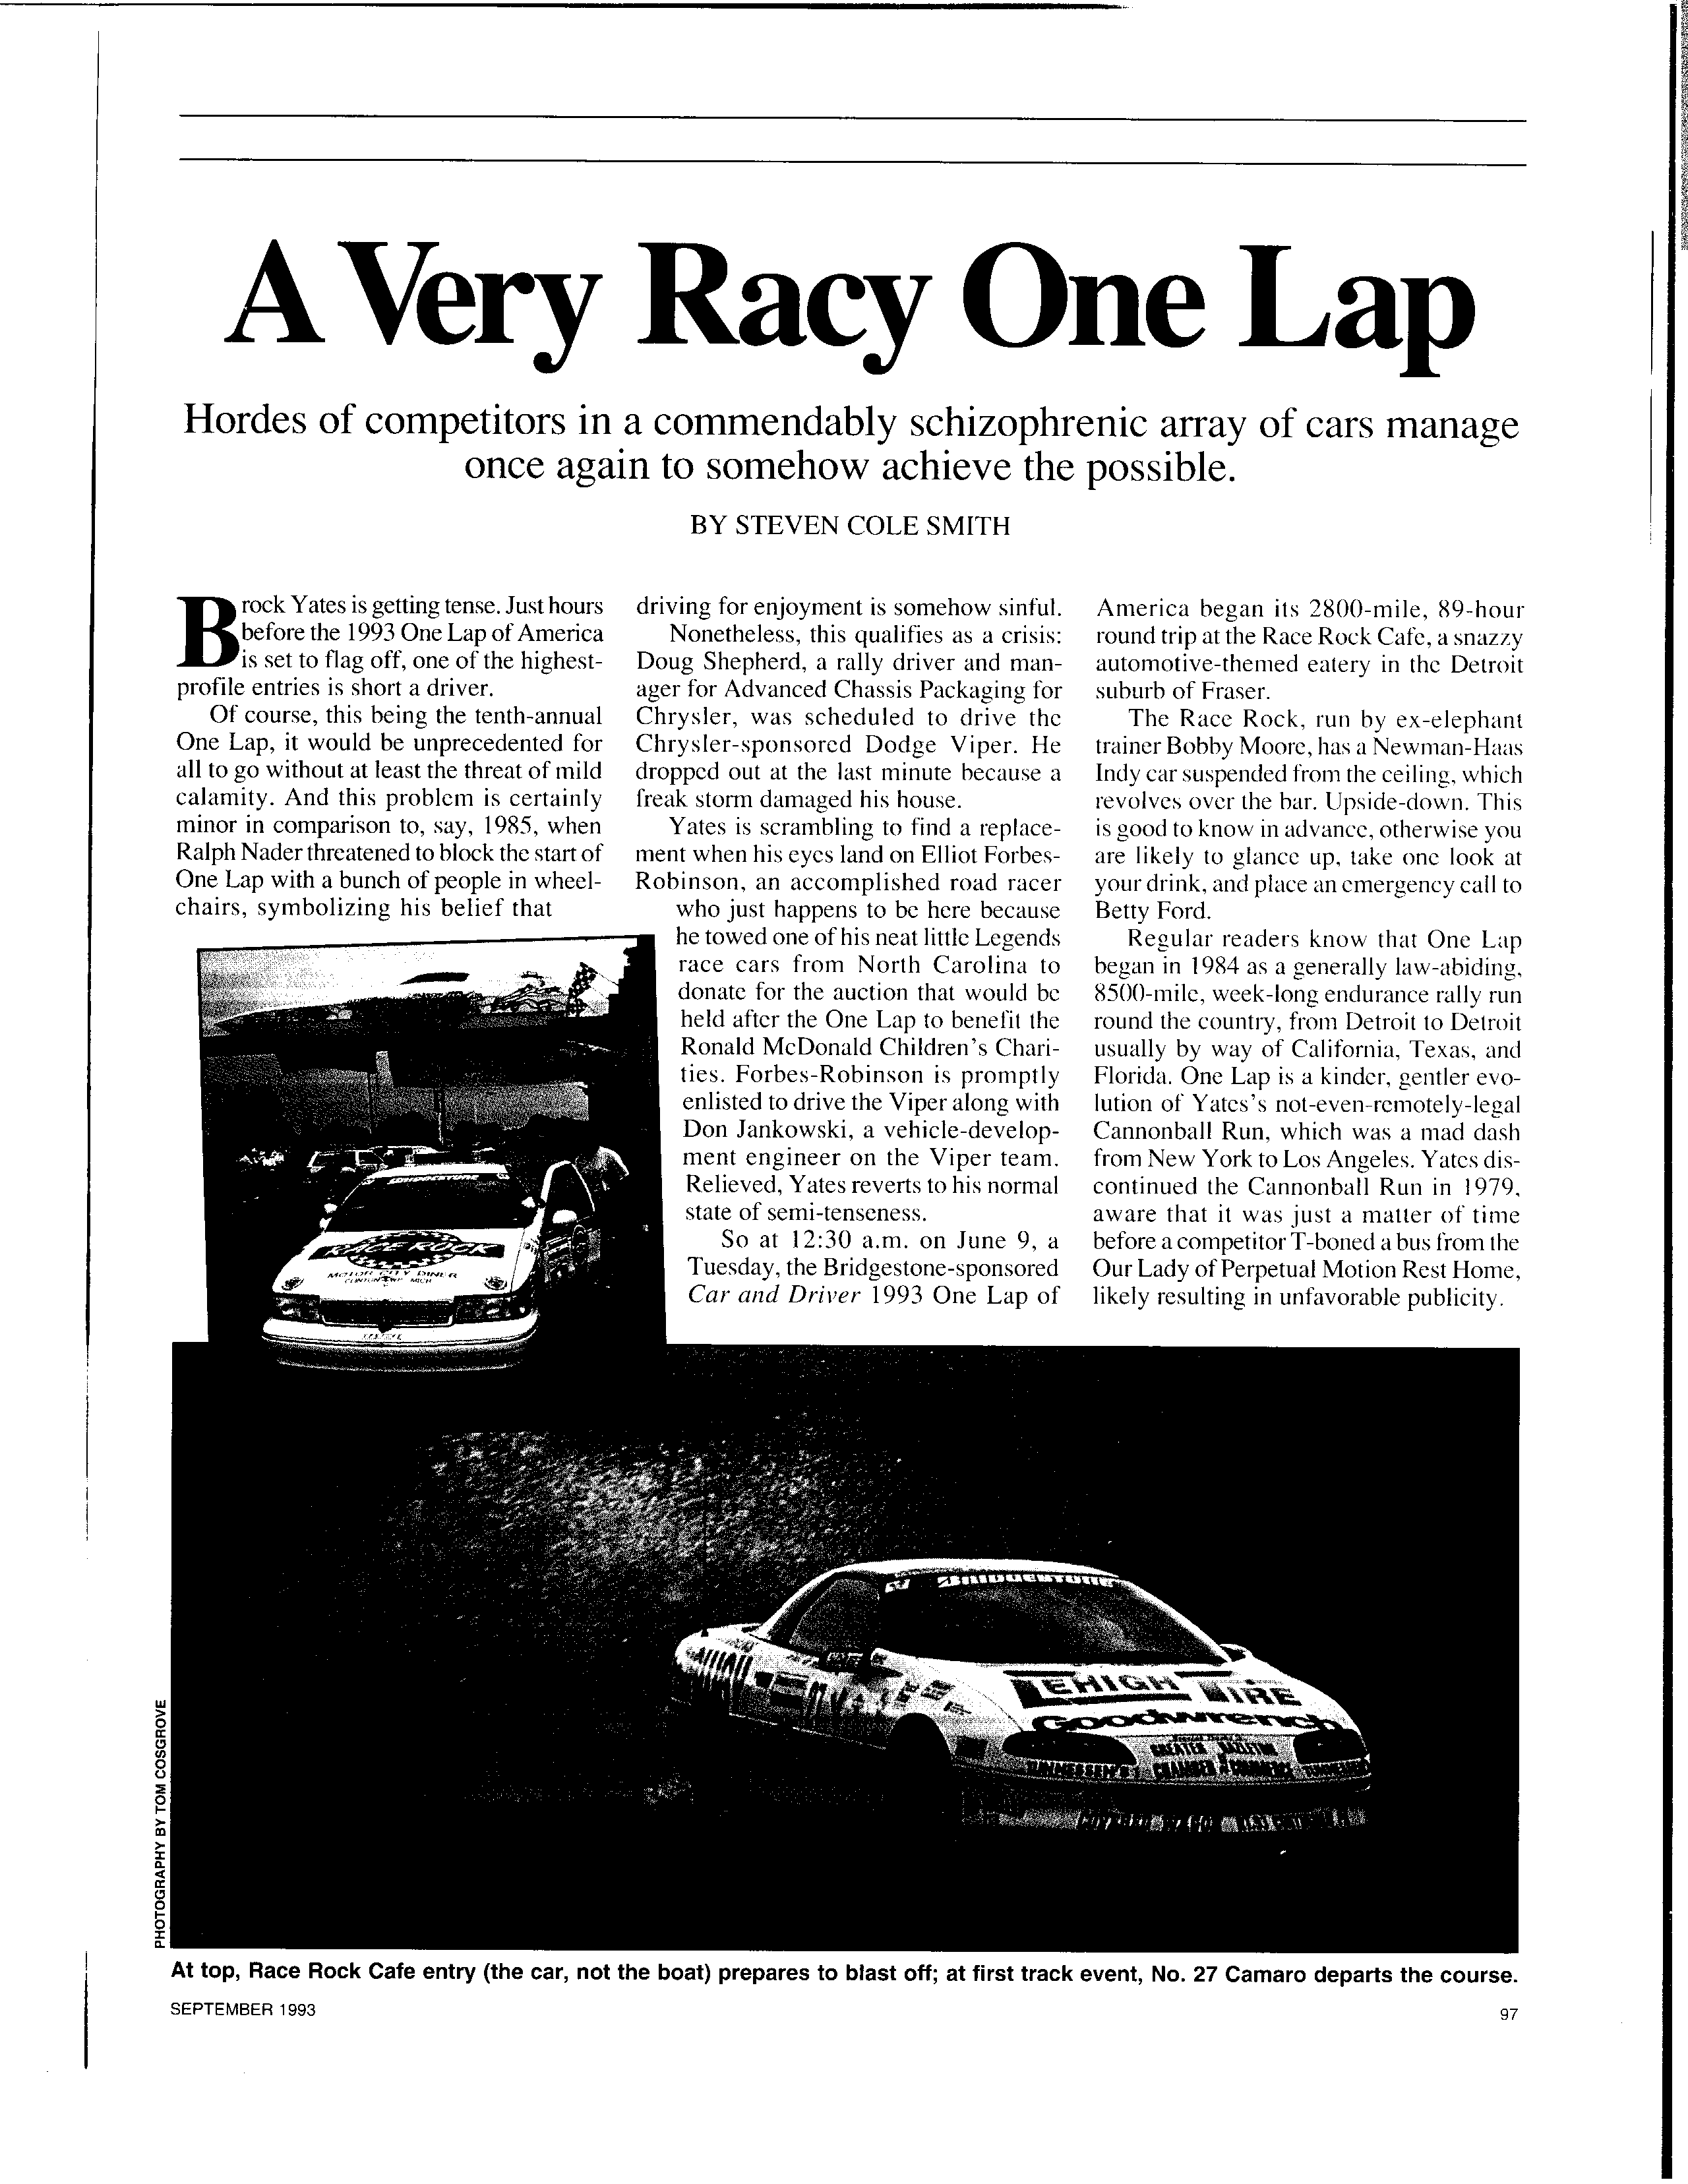 A Very Racy One Lap
Hordes of competitors in a commendably schizophrenic array of cars manage
once again to somehow achieve the possible.
BY STEVEN COLE SMITH
Brock Yates is getting tense. Just hours
before the 1993 One Lap of America
is set to flag off, one of the highest-
profile entries is short a driver.
Of course, this being the tenth-annual
One Lap, it would be unprecedented for
all to go without at least the threat of mild
calamity. And this problem is certainly
minor in comparison to, say, 1985, when
Ralph Nader threatened to block the start of
One Lap with a bunch of people in wheel-
chairs, symbolizing his belief that
driving for enjoyment is somehow sinful.
Nonetheless, this qualifies as a crisis:
Doug Shepherd, a rally driver and man-
ager for Advanced Chassis Packaging for
Chrysler, was scheduled to drive the
Chrysler-sponsored Dodge Viper. He
dropped out at the last minute because a
freak storm damaged his house.
Yates is scrambling to find a replace-
ment when his eyes land on Elliot Forbes-
Robinson, an accomplished road racer
who just happens to be here because
he towed one of his neat little Legends
race cars from North Carolina to
donate for the auction that would be
held after the One Lap to benefit the
Ronald McDonald Children's Chari-
ties. Forbes-Robinson is promptly
enlisted to drive the Viper along with
Don Jankowski, a vehicle-develop-
ment engineer on the Viper team.
Relieved, Yates reverts to his normal
state of semi-tenseness.
So at 12:30 a.m. on June 9, a
Tuesday, the Bridgestone-sponsored
Car and Driver 1993 One Lap of
America began its 2800-mile, 89-hour
round trip at the Race Rock Cafe, a snazzy
automotive-themed eatery in the Detroit
suburb of Fraser.
The Race Rock, run by ex-elephant
trainer Bobby Moore, has a Newman-Haas
Indy car suspended from the ceiling, which
revolves over the bar. Upside-down. This
is good to know in advance, otherwise you
are likely to glance up, take one look at
your drink, and place an emergency call to
Betty Ford.
Regular readers know that One Lap
began in 1984 as a generally law-abiding,
8500-mile, week-long endurance rally run
round the country, from Detroit to Detroit
usually by way of California, Texas, and
Florida. One Lap is a kinder, gentler evo-
lution of Yates's not-even-remotely-legal
Cannonball Run, which was a mad dash
from New York to Los Angeles. Yates dis-
continued the Cannonball Run in 1979,
aware that it was just a matter of time
before a competitor T-boned a bus from the
Our Lady of Perpetual Motion Rest Home,
likely resulting in unfavorable publicity.
BRIDGESTONE
RACE ROCK
MOTOR CITY DINER
BRIDGESTONE
LEHIGH TIRE
GOODWRENCH
CHAMBER of COMMERCE
PHOTOGRAPHY BY TOM COSGROVE
At top, Race Rock Cafe entry (the car, not the boat) prepares to blast off; at first track event, No. 27 Camaro departs the course.
SEPTEMBER 1993
97